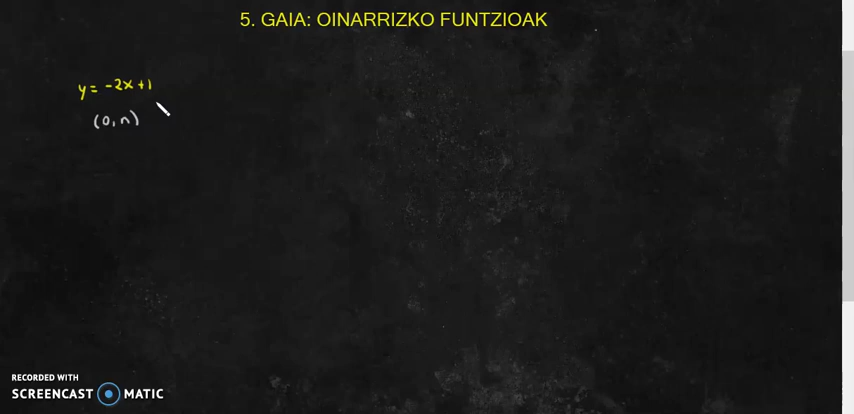 5. GAIA: OINARRIZKO FUNTZIOAK
y = -2x+1
(0, n)
RECORDED WITH
SCREENCAST MATIC